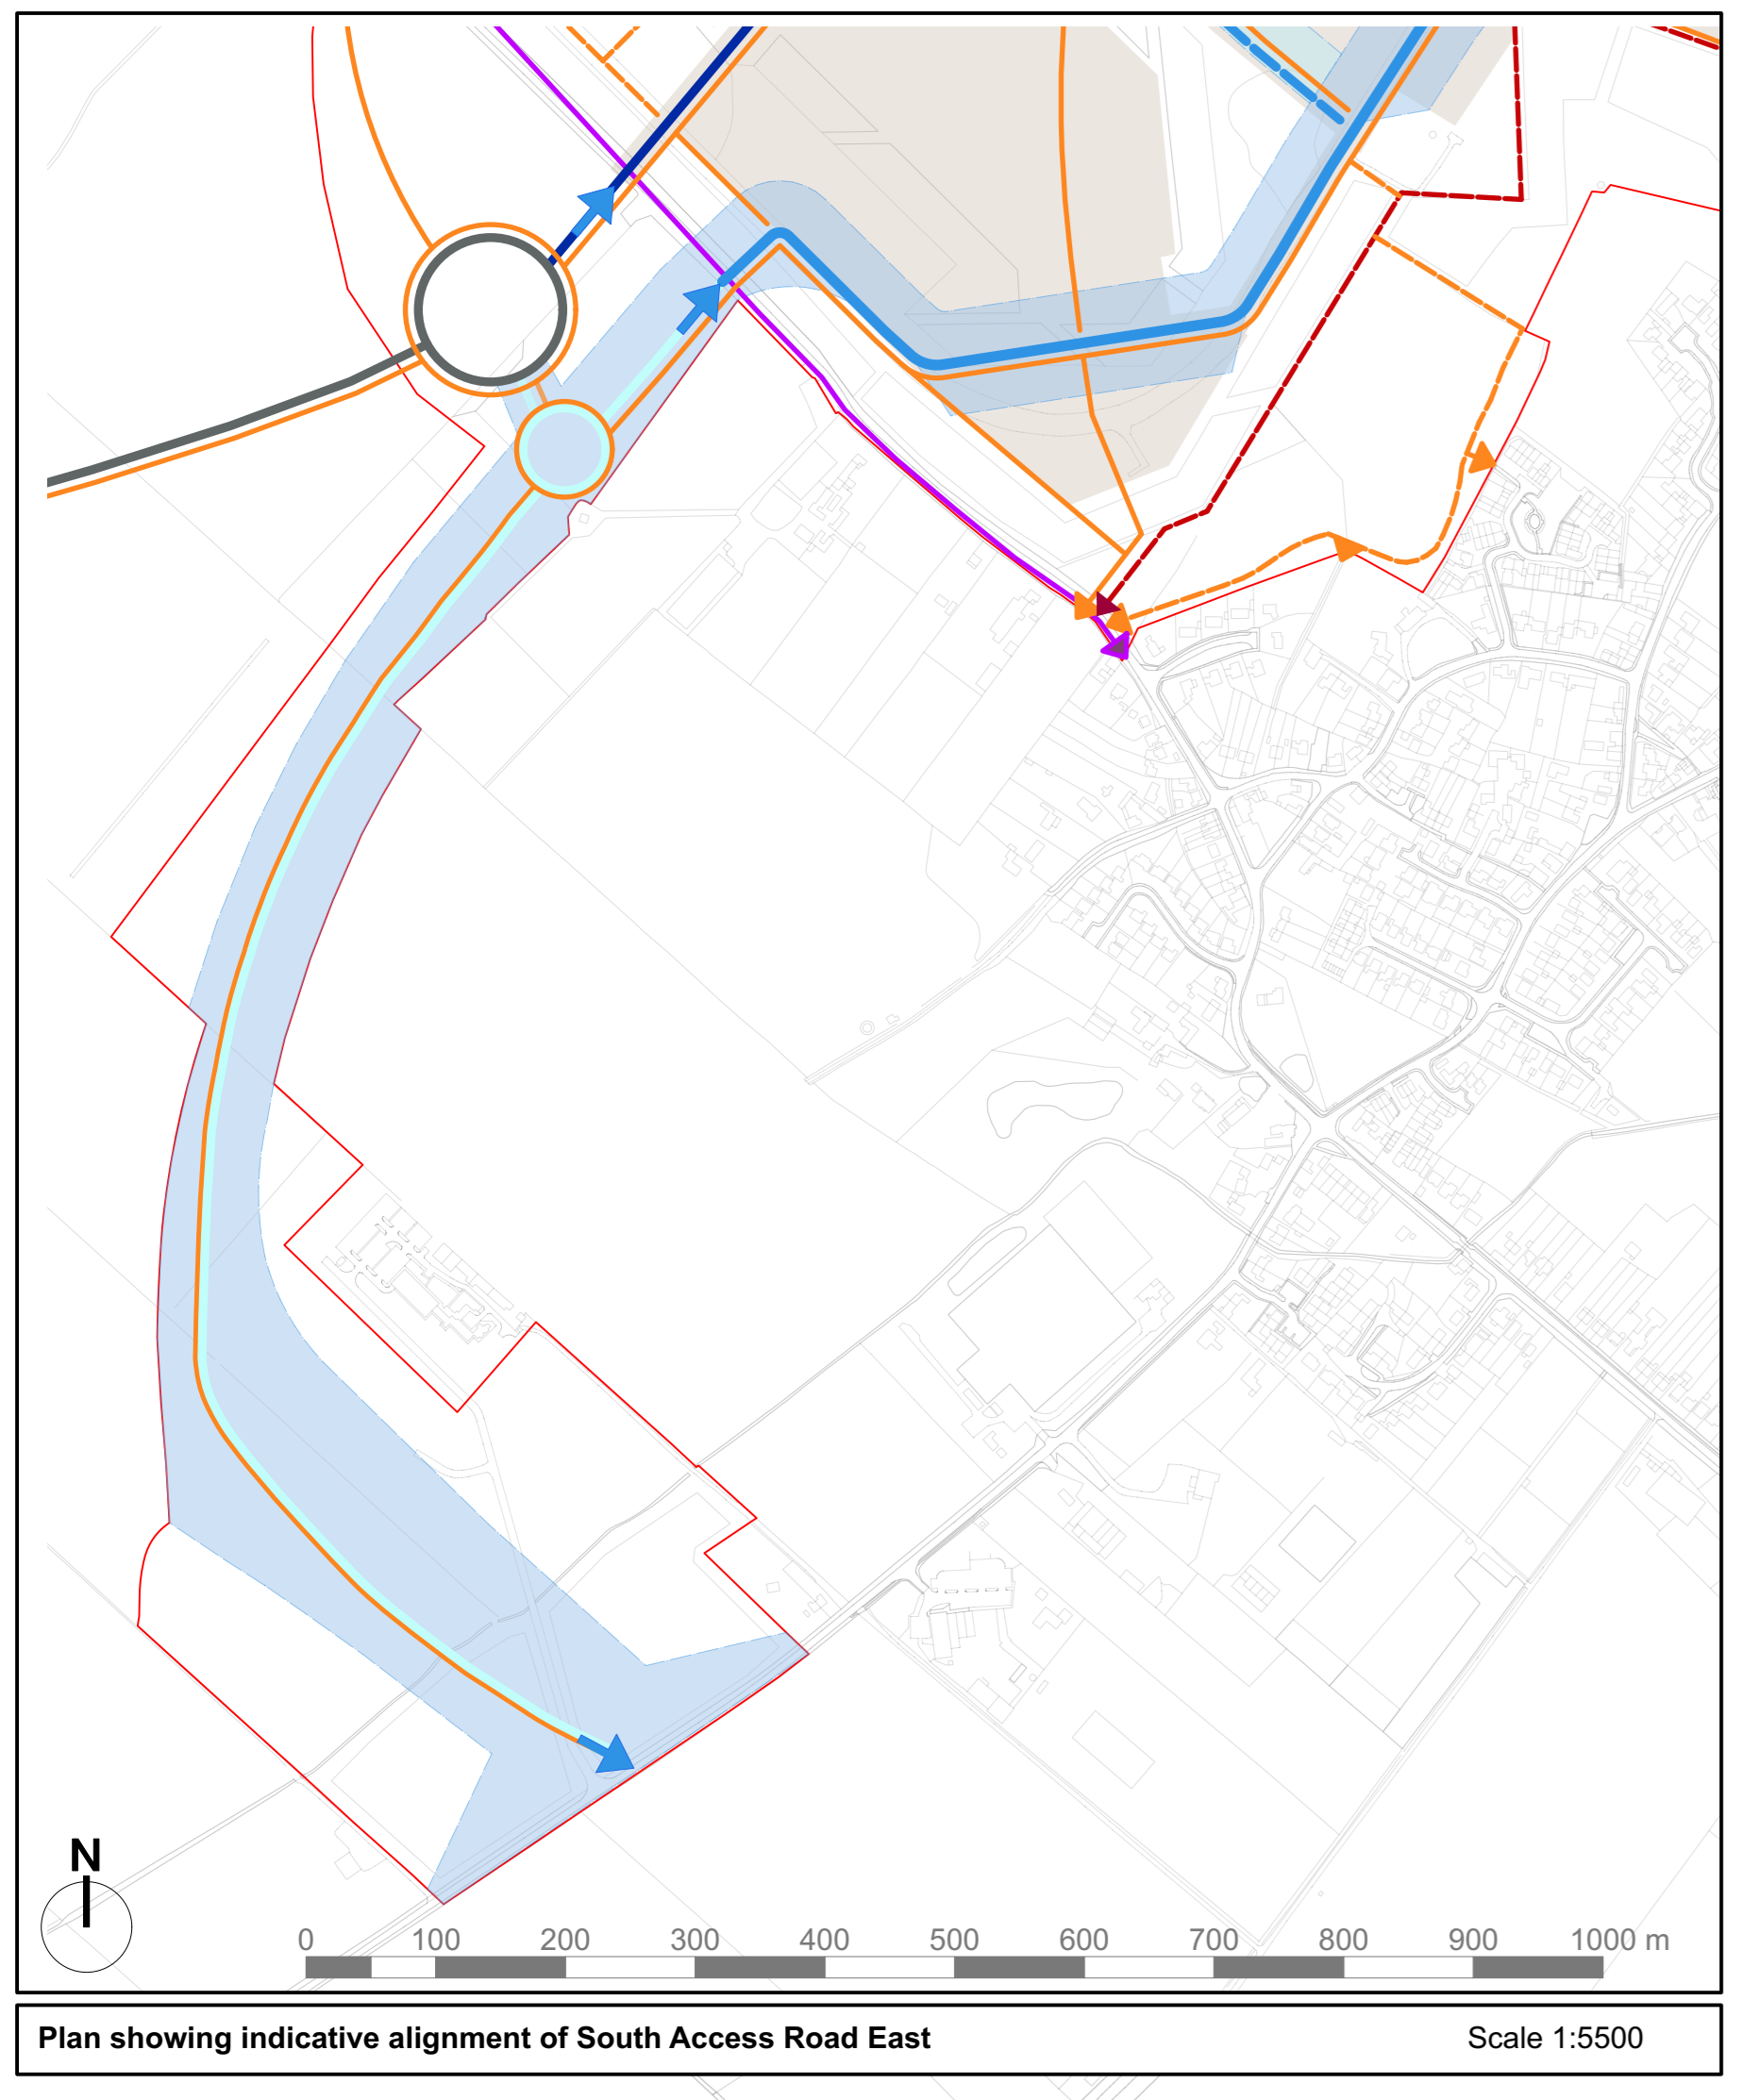 N
0 100 200 300 400 500 600 700 800 900 1000 m
Plan showing indicative alignment of South Access Road East Scale 1:5500